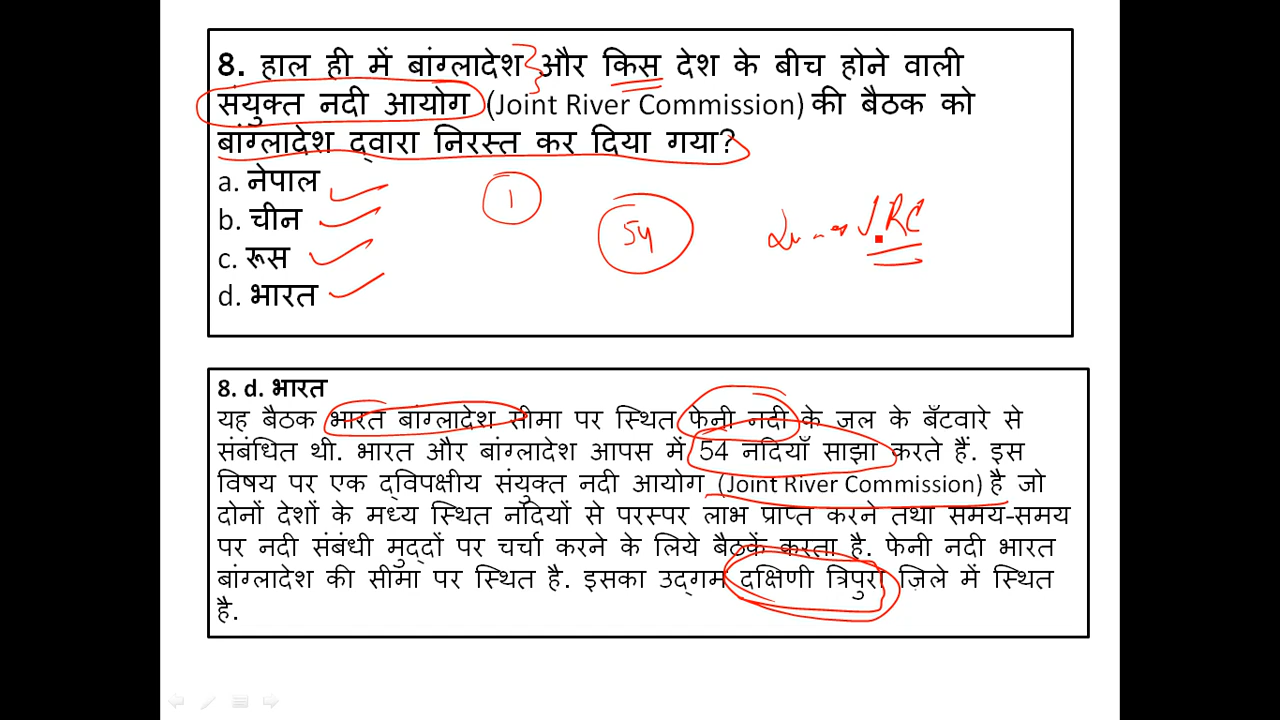 8. हाल ही में बांग्लादेश और किस देश के बीच होने वाली
संयुक्त नदी आयोग (Joint River Commission) की बैठक को
बांग्लादेश द्वारा निरस्त कर दिया गया?
a. नेपाल
b. चीन
c. रूस
d. भारत
1
54
J.RC
8. d. भारत
यह बैठक भारत बांग्लादेश सीमा पर स्थित फेनी नदी के जल के बँटवारे से
संबंधित थी. भारत और बांग्लादेश आपस में 54 नदियाँ साझा करते हैं. इस
विषय पर एक द्विपक्षीय संयुक्त नदी आयोग (Joint River Commission) है जो
दोनों देशों के मध्य स्थित नदियों से परस्पर लाभ प्राप्त करने तथा समय-समय
पर नदी संबंधी मुद्दों पर चर्चा करने के लिये बैठकें करता है. फेनी नदी भारत
बांग्लादेश की सीमा पर स्थित है. इसका उद्गम दक्षिणी त्रिपुरा ज़िले में स्थित
है.